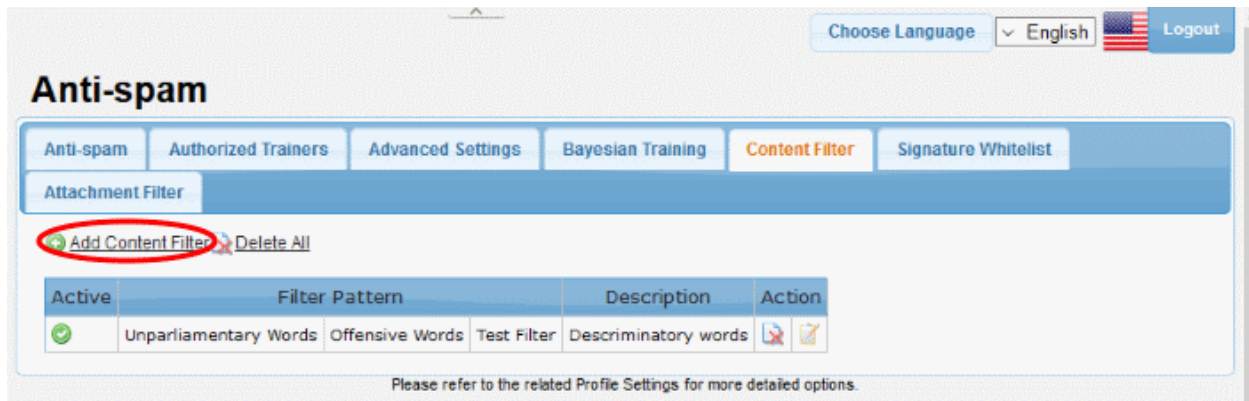 Choose Language English Logout
Anti-spam
Anti-spam Authorized Trainers Advanced Settings Bayesian Training Content Filter Signature Whitelist
Attachment Filter
Add Content Filter Delete All
Active Filter Pattern Description Action
Unparliamentary Words Offensive Words Test Filter Descriminatory words
Please refer to the related Profile Settings for more detailed options.